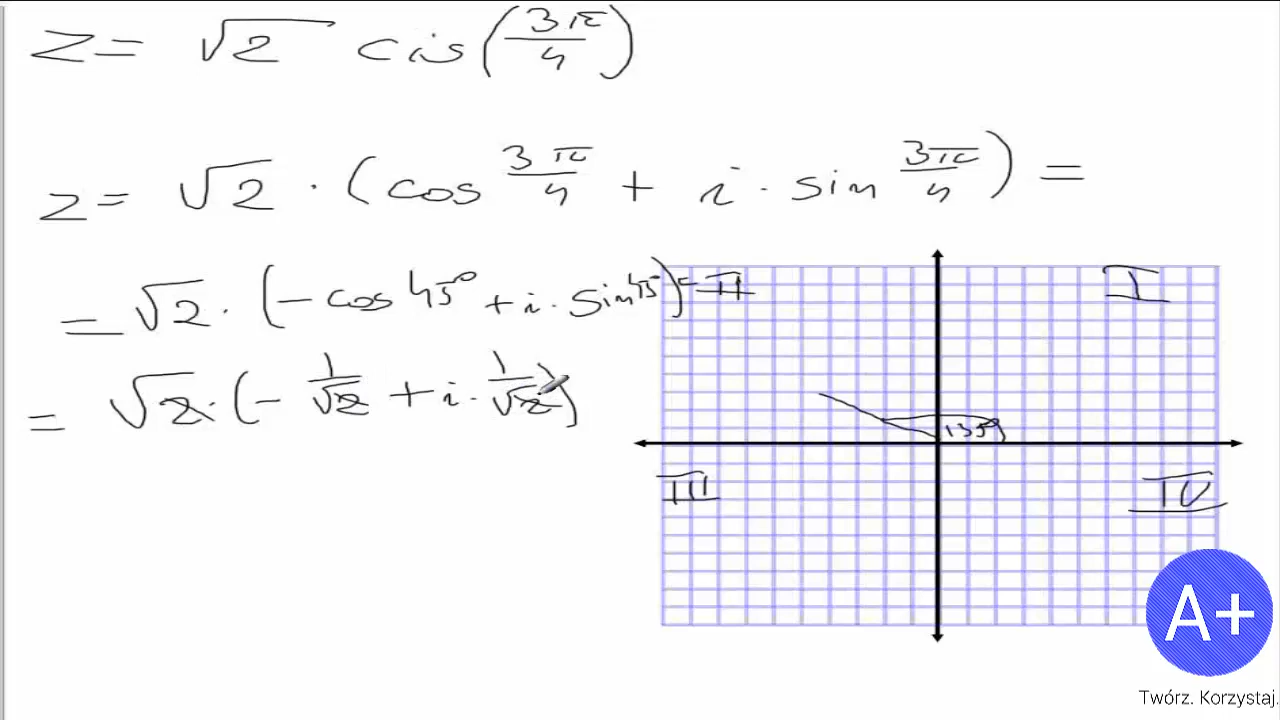 z = √2 cis(3π/4)
z = √2 · (cos 3π/4 + i · sin 3π/4) =
= √2 · (- cos 45° + i · sin 45°) =
= √2 · (- 1/√2 + i · 1/√2)
II
I
135°
III
IV
A+
Twórz. Korzystaj.